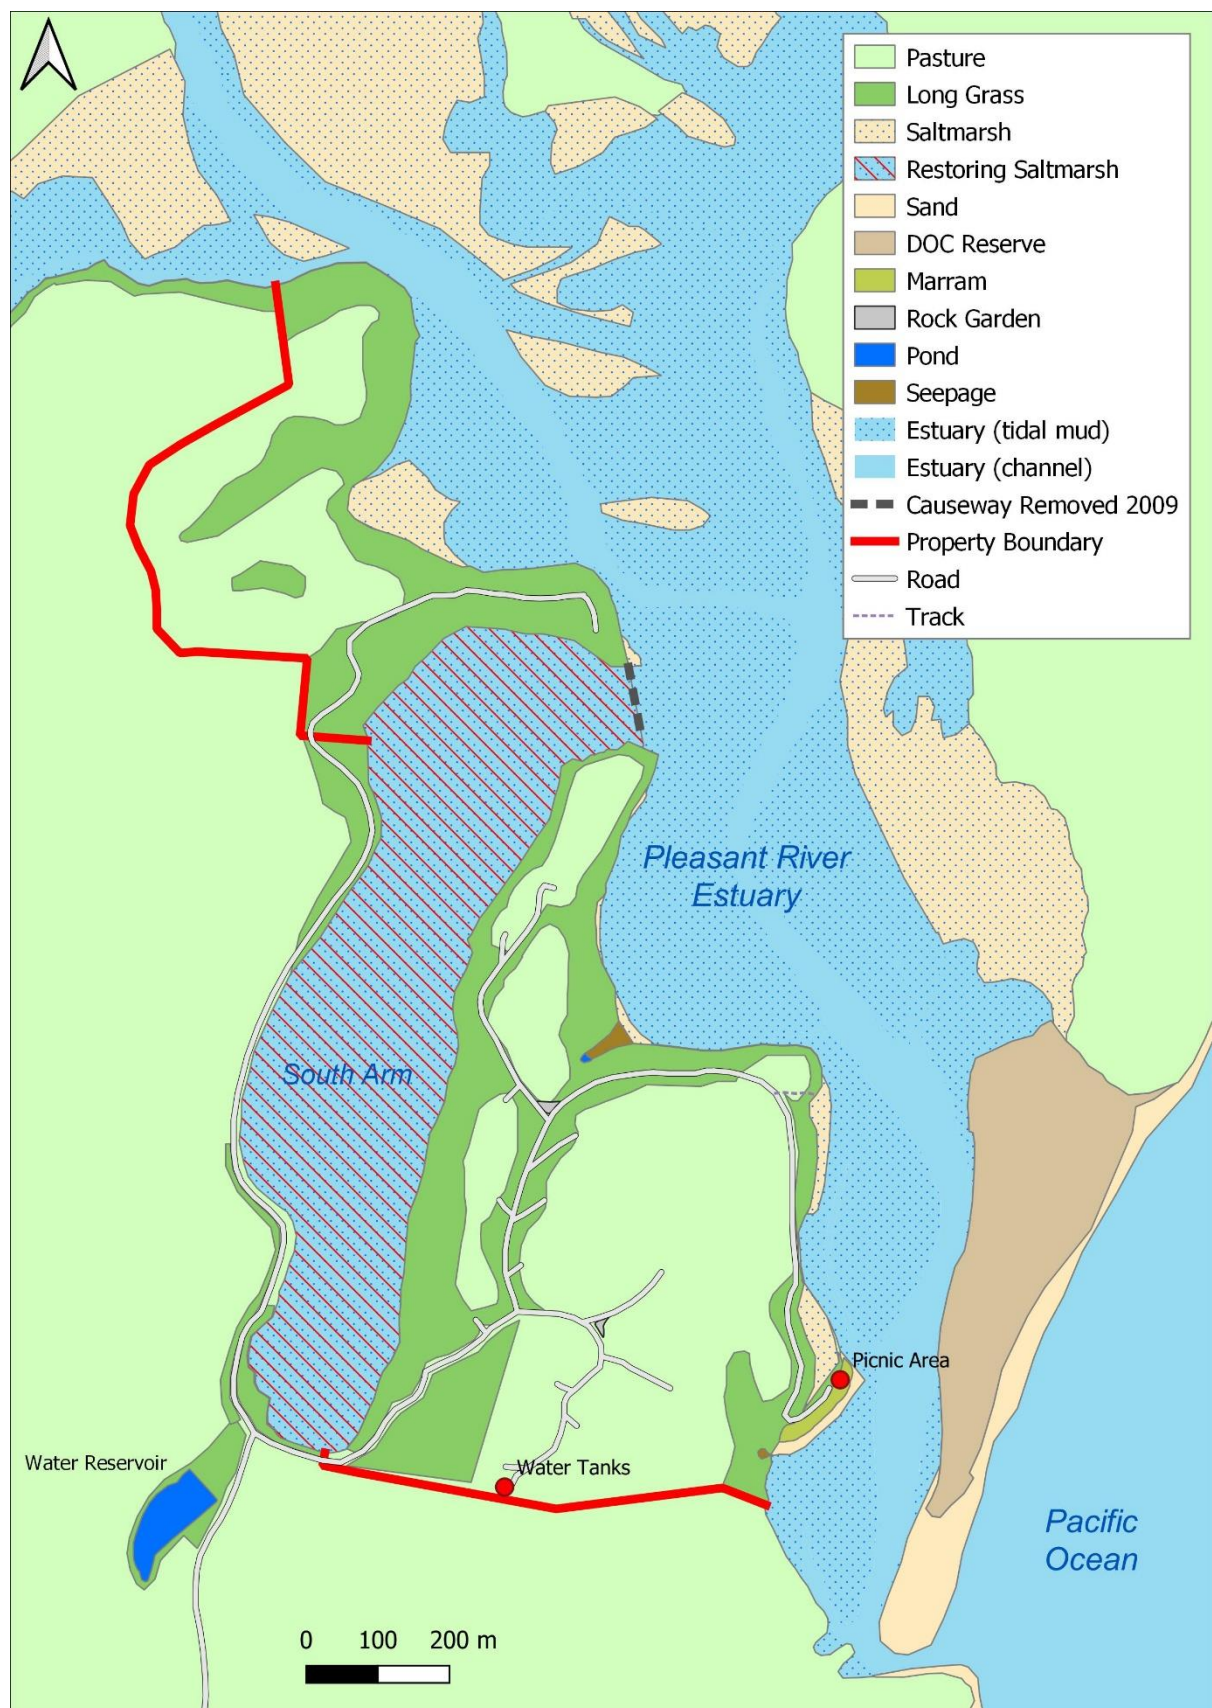 Pasture
Long Grass
Saltmarsh
Restoring Saltmarsh
Sand
DOC Reserve
Marram
Rock Garden
Pond
Seepage
Estuary (tidal mud)
Estuary (channel)
Causeway Removed 2009
Property Boundary
Road
Track
Pleasant River
Estuary
South Arm
Picnic Area
Water Reservoir
Water Tanks
Pacific
Ocean
0 100 200 m